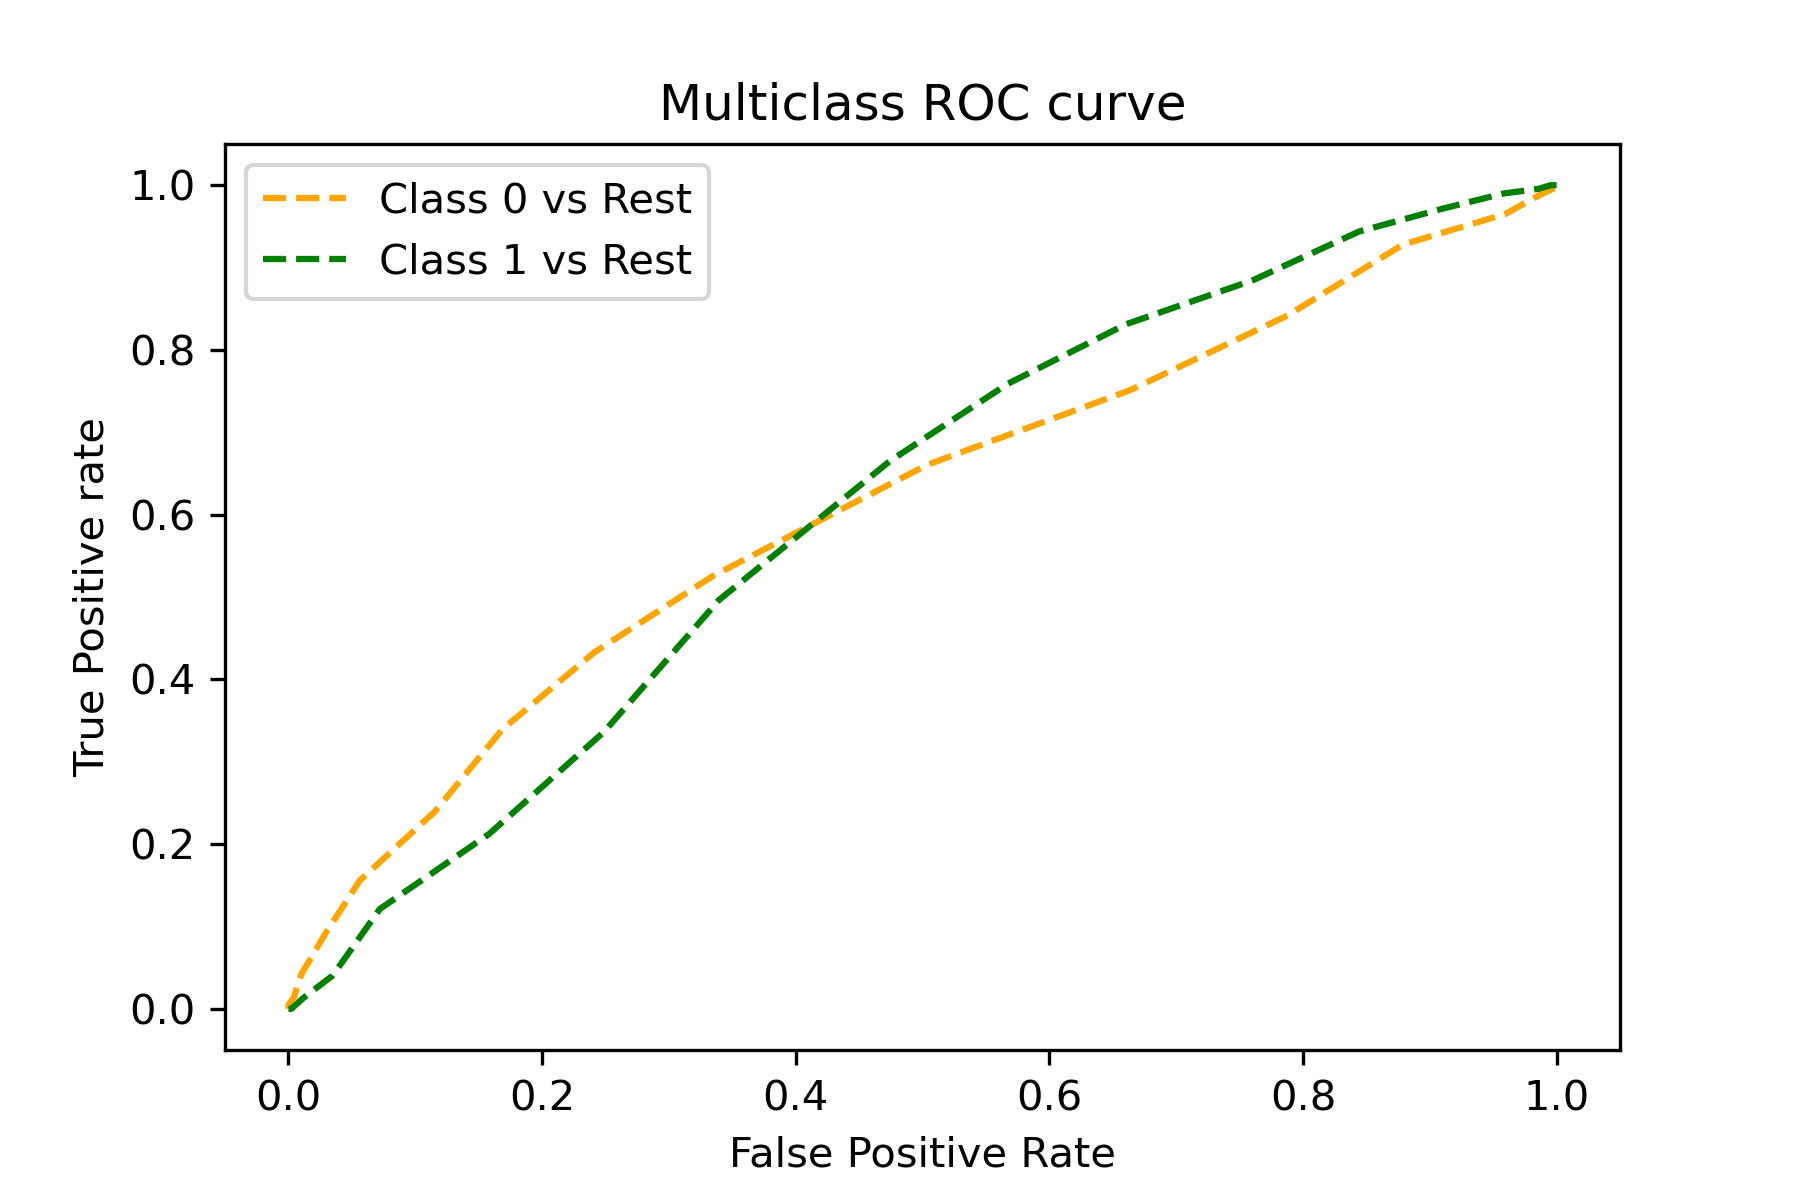 Multiclass ROC curve
Class 0 vs Rest
Class 1 vs Rest
True Positive rate
1.0
0.8
0.6
0.4
0.2
0.0
0.0 0.2 0.4 0.6 0.8 1.0
False Positive Rate